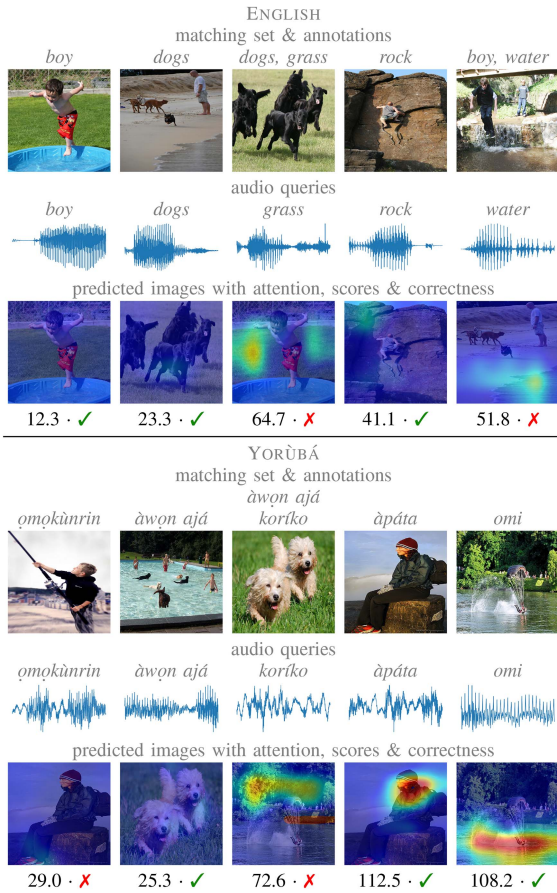 ENGLISH
matching set & annotations
boy dogs dogs, grass rock boy, water
audio queries
boy dogs grass rock water
predicted images with attention, scores & correctness
12.3 · ✓ 23.3 · ✓ 64.7 · ✗ 41.1 · ✓ 51.8 · ✗
YORÙBÁ
matching set & annotations
àwọn ajá
ọmọkùnrin àwọn ajá koríko àpáta omi
audio queries
ọmọkùnrin àwọn ajá koríko àpáta omi
predicted images with attention, scores & correctness
29.0 · ✗ 25.3 · ✓ 72.6 · ✗ 112.5 · ✓ 108.2 · ✓